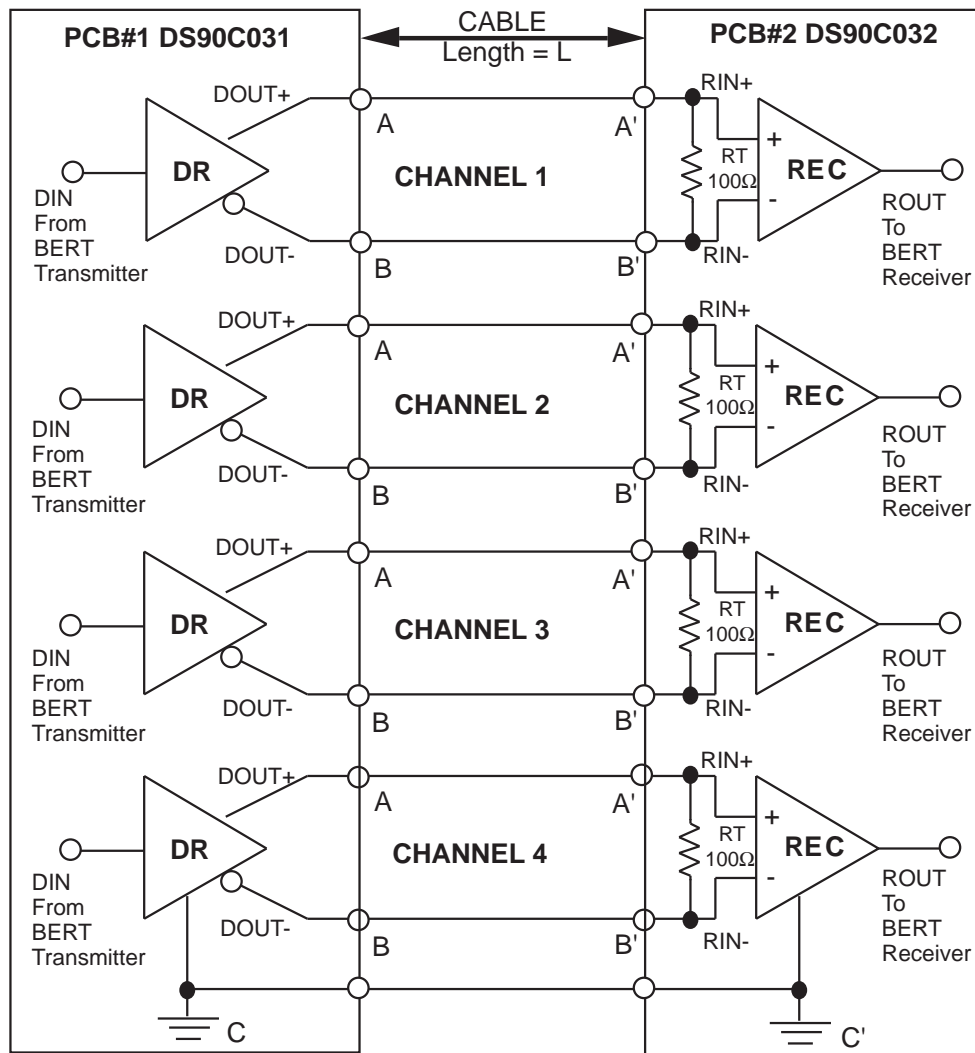 PCB#1 DS90C031
CABLE
Length = L
PCB#2 DS90C032
DOUT+
A
A'
RIN+
DR
CHANNEL 1
RT
100Ω
+
-
REC
DIN
From
BERT
Transmitter
DOUT-
B
B'
RIN-
ROUT
To
BERT
Receiver
DOUT+
A
A'
RIN+
DR
CHANNEL 2
RT
100Ω
+
-
REC
DIN
From
BERT
Transmitter
DOUT-
B
B'
RIN-
ROUT
To
BERT
Receiver
DOUT+
A
A'
RIN+
DR
CHANNEL 3
RT
100Ω
+
-
REC
DIN
From
BERT
Transmitter
DOUT-
B
B'
RIN-
ROUT
To
BERT
Receiver
DOUT+
A
A'
RIN+
DR
CHANNEL 4
RT
100Ω
+
-
REC
DIN
From
BERT
Transmitter
DOUT-
B
B'
RIN-
ROUT
To
BERT
Receiver
C
C'